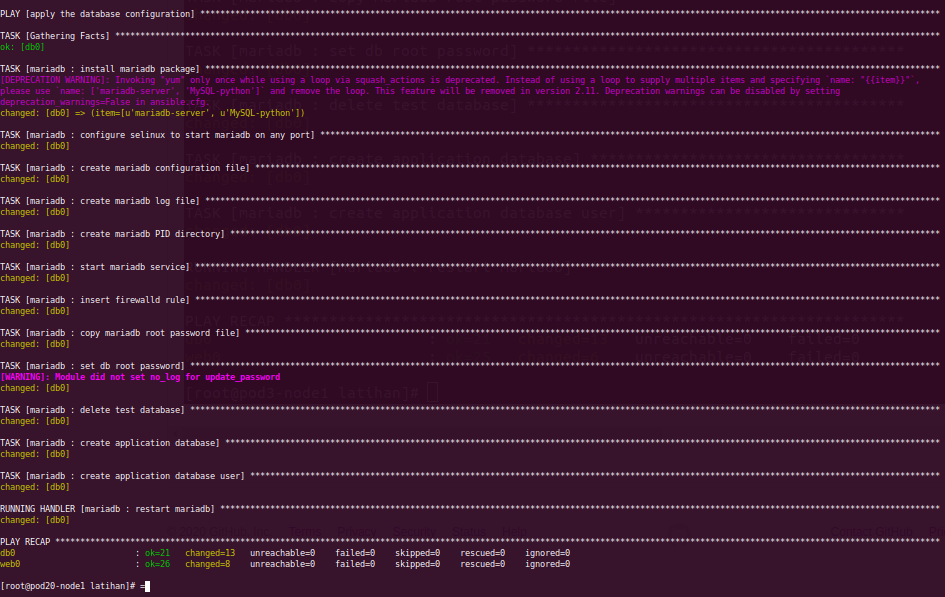 PLAY [apply the database configuration] ********************************************************************************************************************************************************
TASK [Gathering Facts] *************************************************************************************************************************************************************************
ok: [db0]
TASK [mariadb : install mariadb package] *******************************************************************************************************************************************************
[DEPRECATION WARNING]: Invoking "yum" only once while using a loop via squash_actions is deprecated. Instead of using a loop to supply multiple items and specifying `name: "{{item}}"`,
please use `name: ['mariadb-server', 'MySQL-python']` and remove the loop. This feature will be removed in version 2.11. Deprecation warnings can be disabled by setting
deprecation_warnings=False in ansible.cfg.
changed: [db0] => (item=[u'mariadb-server', u'MySQL-python'])
TASK [mariadb : configure selinux to start mariadb on any port] ********************************************************************************************************************************
changed: [db0]
TASK [mariadb : create mariadb configuration file] *********************************************************************************************************************************************
changed: [db0]
TASK [mariadb : create mariadb log file] *******************************************************************************************************************************************************
changed: [db0]
TASK [mariadb : create mariadb PID directory] **************************************************************************************************************************************************
changed: [db0]
TASK [mariadb : start mariadb service] *********************************************************************************************************************************************************
changed: [db0]
TASK [mariadb : insert firewalld rule] *********************************************************************************************************************************************************
changed: [db0]
TASK [mariadb : copy mariadb root password file] ***********************************************************************************************************************************************
changed: [db0]
TASK [mariadb : set db root password] **********************************************************************************************************************************************************
[WARNING]: Module did not set no_log for update_password
changed: [db0]
TASK [mariadb : delete test database] **********************************************************************************************************************************************************
changed: [db0]
TASK [mariadb : create application database] ***************************************************************************************************************************************************
changed: [db0]
TASK [mariadb : create application database user] **********************************************************************************************************************************************
changed: [db0]
RUNNING HANDLER [mariadb : restart mariadb] ****************************************************************************************************************************************************
changed: [db0]
PLAY RECAP *************************************************************************************************************************************************************************************
db0 : ok=21 changed=13 unreachable=0 failed=0 skipped=0 rescued=0 ignored=0
web0 : ok=26 changed=8 unreachable=0 failed=0 skipped=0 rescued=0 ignored=0
[root@pod20-node1 latihan]# =